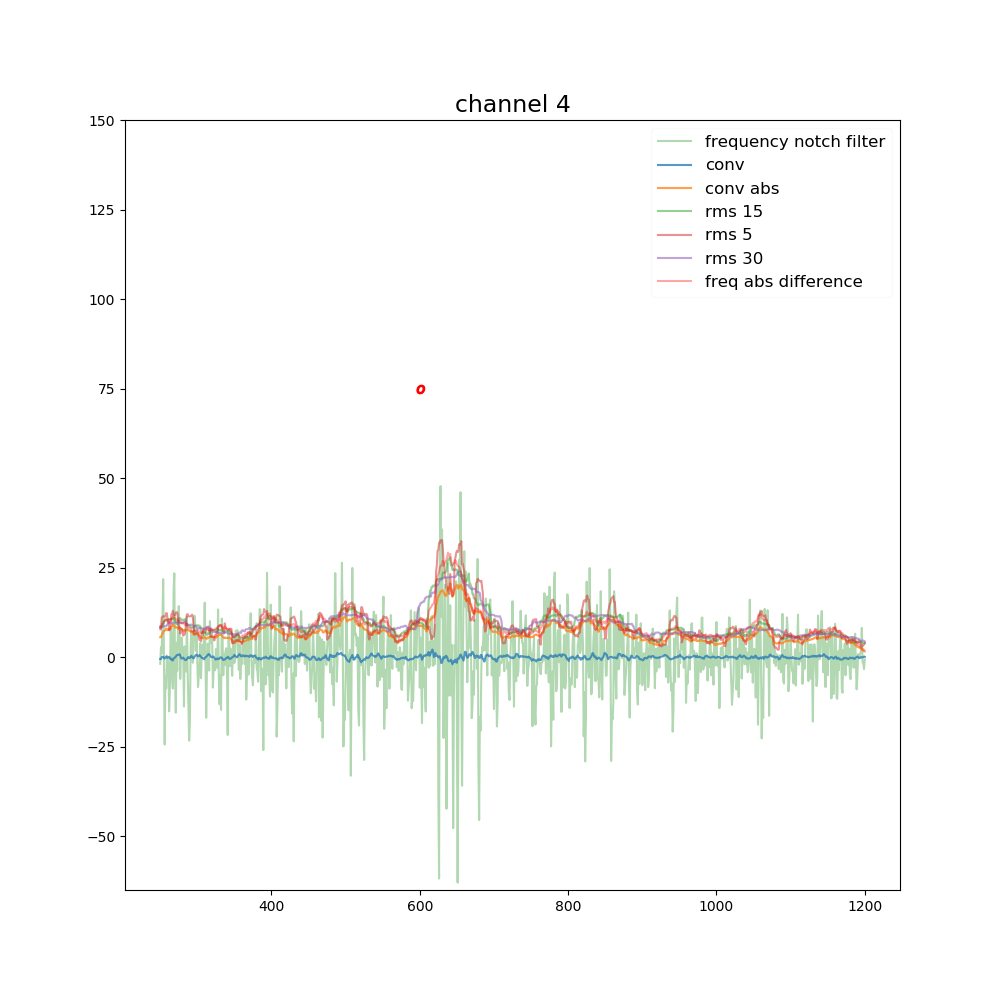 channel 4
150
125
100
75
50
25
0
−25
−50
400 600 800 1000 1200
frequency notch filter
conv
conv abs
rms 15
rms 5
rms 30
freq abs difference
o